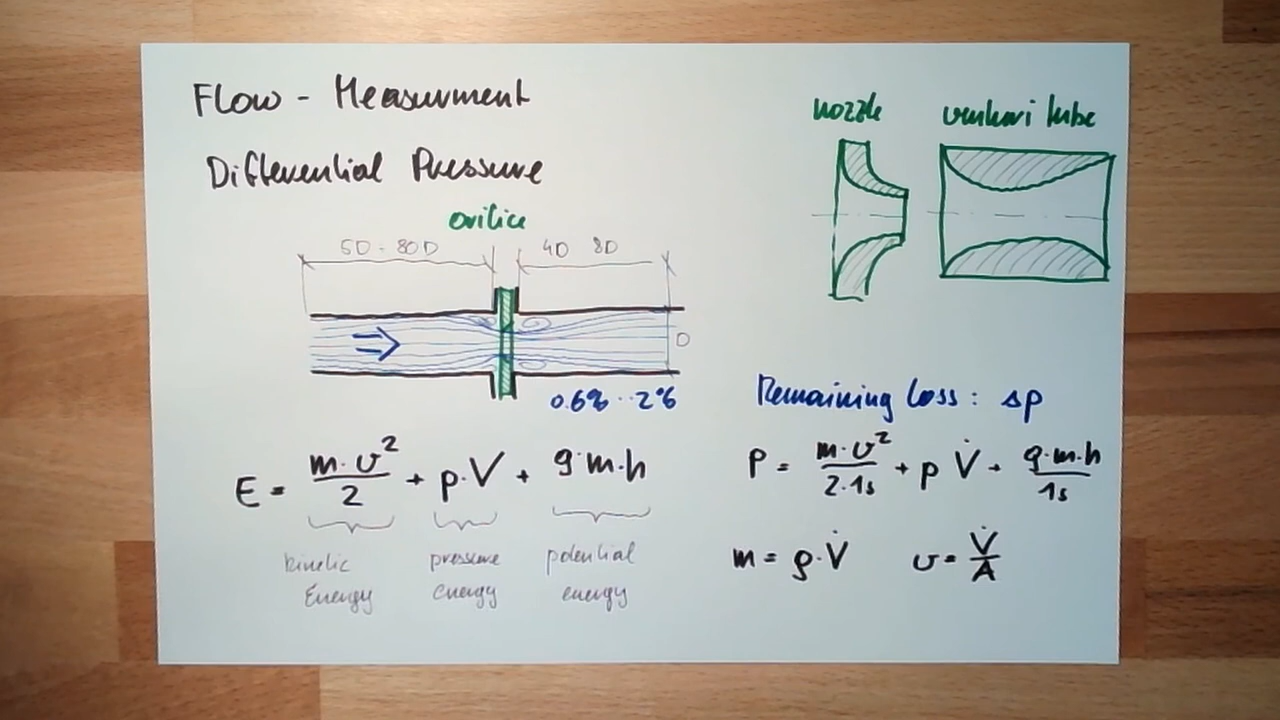 Flow - Measurment
Differential Pressure
orifice
5D - 80D
4D 8D
D
0.6% .. 2%
E = m·v²/2 + p·V + g·m·h
kinetic Energy
pressure energy
potential energy
nozzle
venturi tube
Remaining loss: Δp
P = m·v²/2·1s + p V̇ + g·m·h/1s
m = ρ·V̇
v = V̇/A